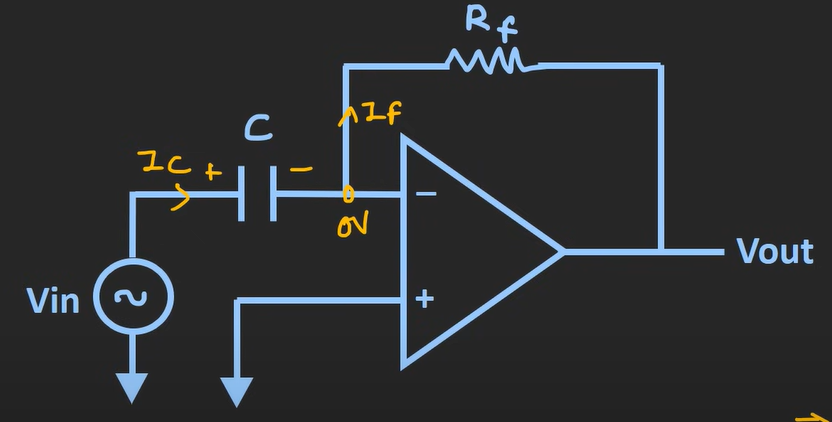 Rf
If
C
Ic + -
0V
-
+
Vin
Vout